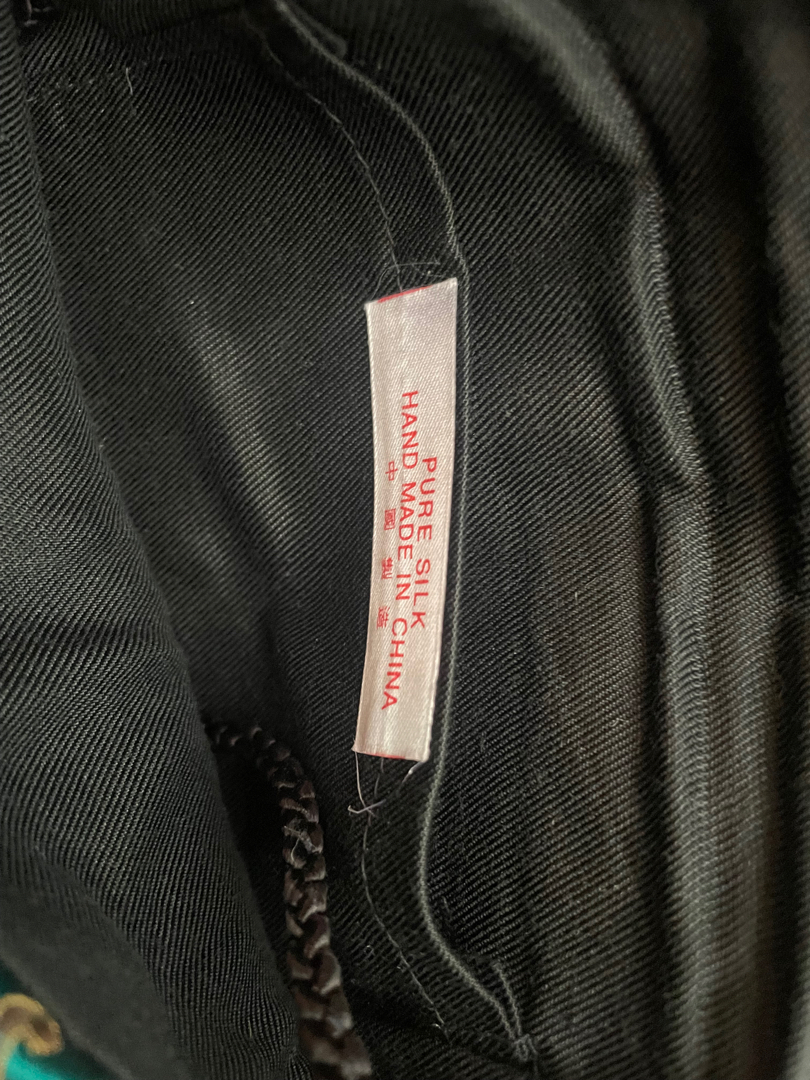 PURE SILK
HAND MADE IN CHINA
中國製造